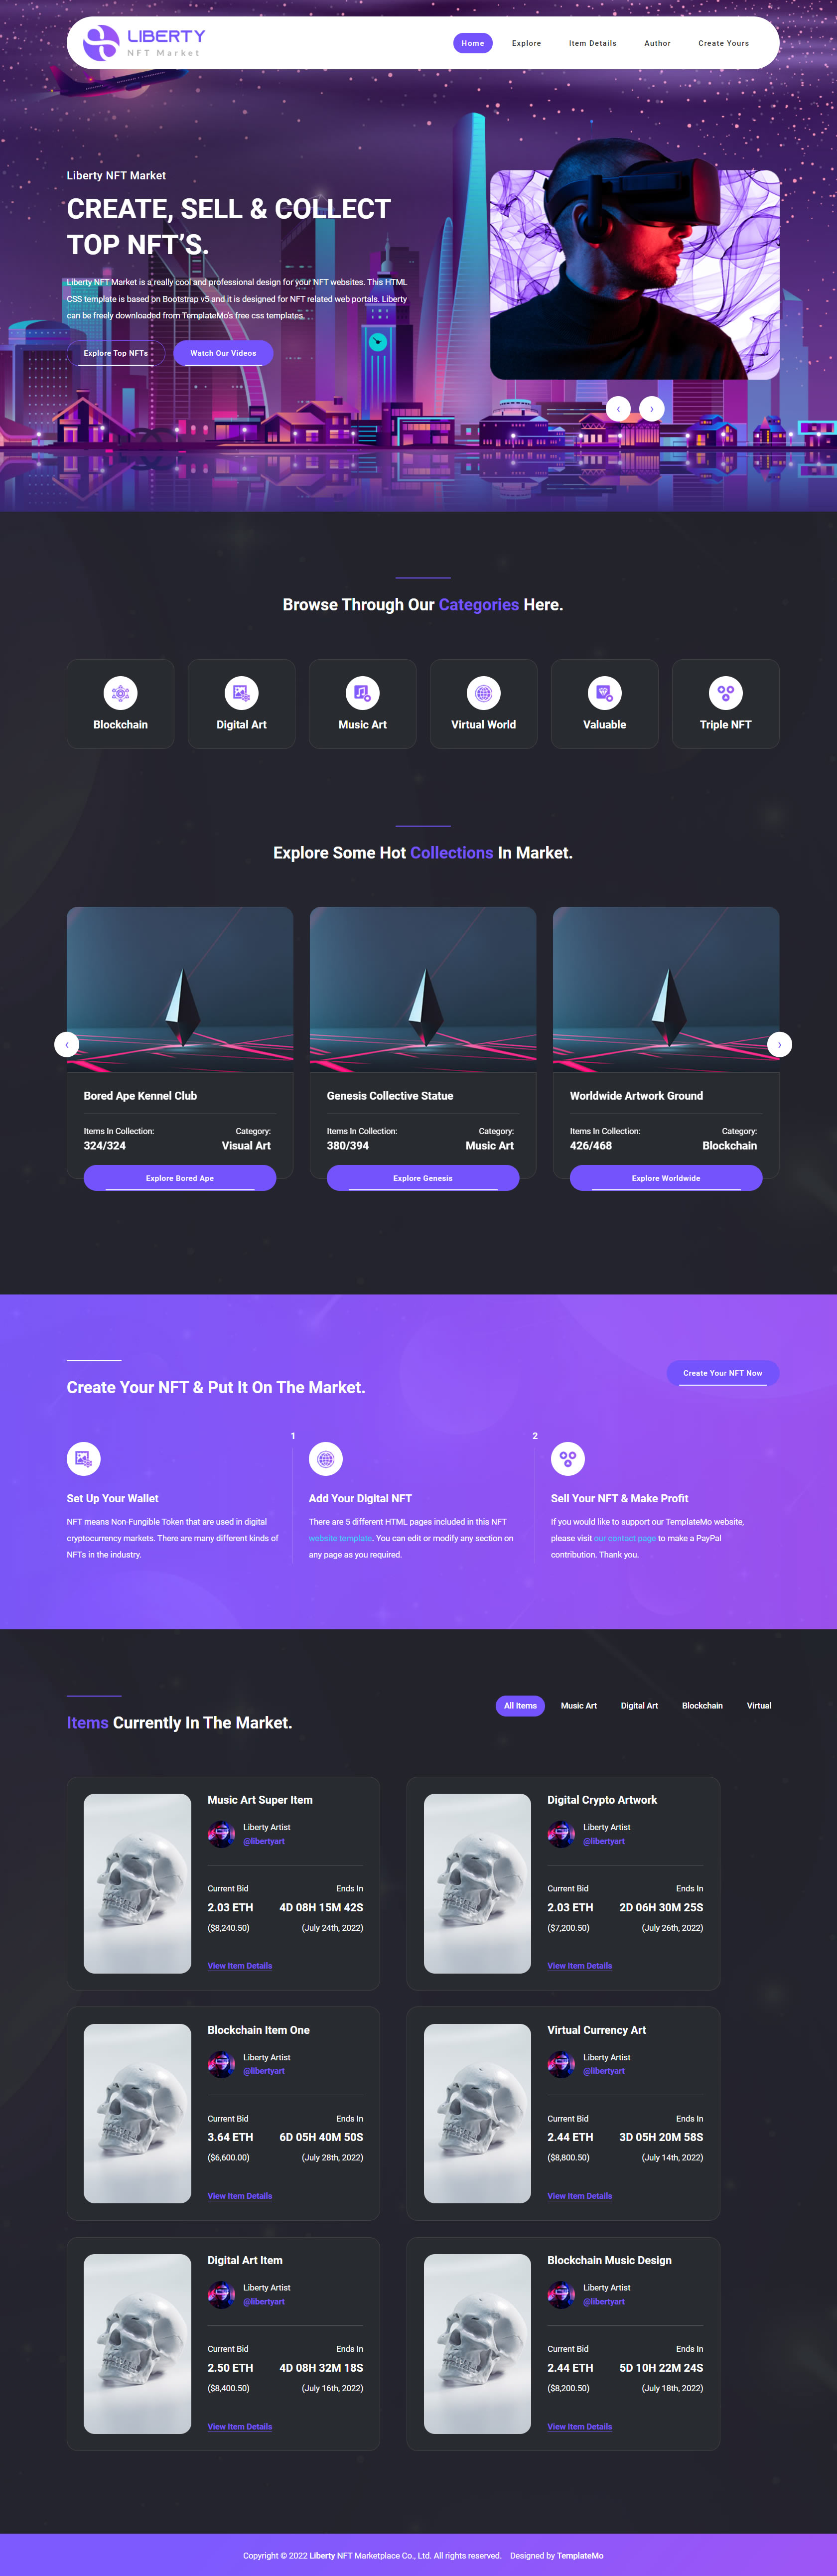 LIBERTY
NFT Market
Home
Explore
Item Details
Author
Create Yours
Liberty NFT Market
CREATE, SELL & COLLECT
TOP NFT'S.
Liberty NFT Market is a really cool and professional design for your NFT websites. This HTML
CSS template is based on Bootstrap v5 and it is designed for NFT related web portals. Liberty
can be freely downloaded from TemplateMo's free css templates.
Explore Top NFTs
Watch Our Videos
‹
›
Browse Through Our Categories Here.
Blockchain
Digital Art
Music Art
Virtual World
Valuable
Triple NFT
Explore Some Hot Collections In Market.
‹
›
Bored Ape Kennel Club
Items In Collection:
324/324
Category:
Visual Art
Explore Bored Ape
Genesis Collective Statue
Items In Collection:
380/394
Category:
Music Art
Explore Genesis
Worldwide Artwork Ground
Items In Collection:
426/468
Category:
Blockchain
Explore Worldwide
Create Your NFT & Put It On The Market.
Create Your NFT Now
1
Set Up Your Wallet
NFT means Non-Fungible Token that are used in digital
cryptocurrency markets. There are many different kinds of
NFTs in the industry.
2
Add Your Digital NFT
There are 5 different HTML pages included in this NFT
website template. You can edit or modify any section on
any page as you required.
Sell Your NFT & Make Profit
If you would like to support our TemplateMo website,
please visit our contact page to make a PayPal
contribution. Thank you.
Items Currently In The Market.
All Items
Music Art
Digital Art
Blockchain
Virtual
Music Art Super Item
Liberty Artist
@libertyart
Current Bid
2.03 ETH
($8,240.50)
Ends In
4D 08H 15M 42S
(July 24th, 2022)
View Item Details
Digital Crypto Artwork
Liberty Artist
@libertyart
Current Bid
2.03 ETH
($7,200.50)
Ends In
2D 06H 30M 25S
(July 26th, 2022)
View Item Details
Blockchain Item One
Liberty Artist
@libertyart
Current Bid
3.64 ETH
($6,600.00)
Ends In
6D 05H 40M 50S
(July 28th, 2022)
View Item Details
Virtual Currency Art
Liberty Artist
@libertyart
Current Bid
2.44 ETH
($8,800.50)
Ends In
3D 05H 20M 58S
(July 14th, 2022)
View Item Details
Digital Art Item
Liberty Artist
@libertyart
Current Bid
2.50 ETH
($8,400.50)
Ends In
4D 08H 32M 18S
(July 16th, 2022)
View Item Details
Blockchain Music Design
Liberty Artist
@libertyart
Current Bid
2.44 ETH
($8,200.50)
Ends In
5D 10H 22M 24S
(July 18th, 2022)
View Item Details
Copyright © 2022 Liberty NFT Marketplace Co., Ltd. All rights reserved. Designed by TemplateMo